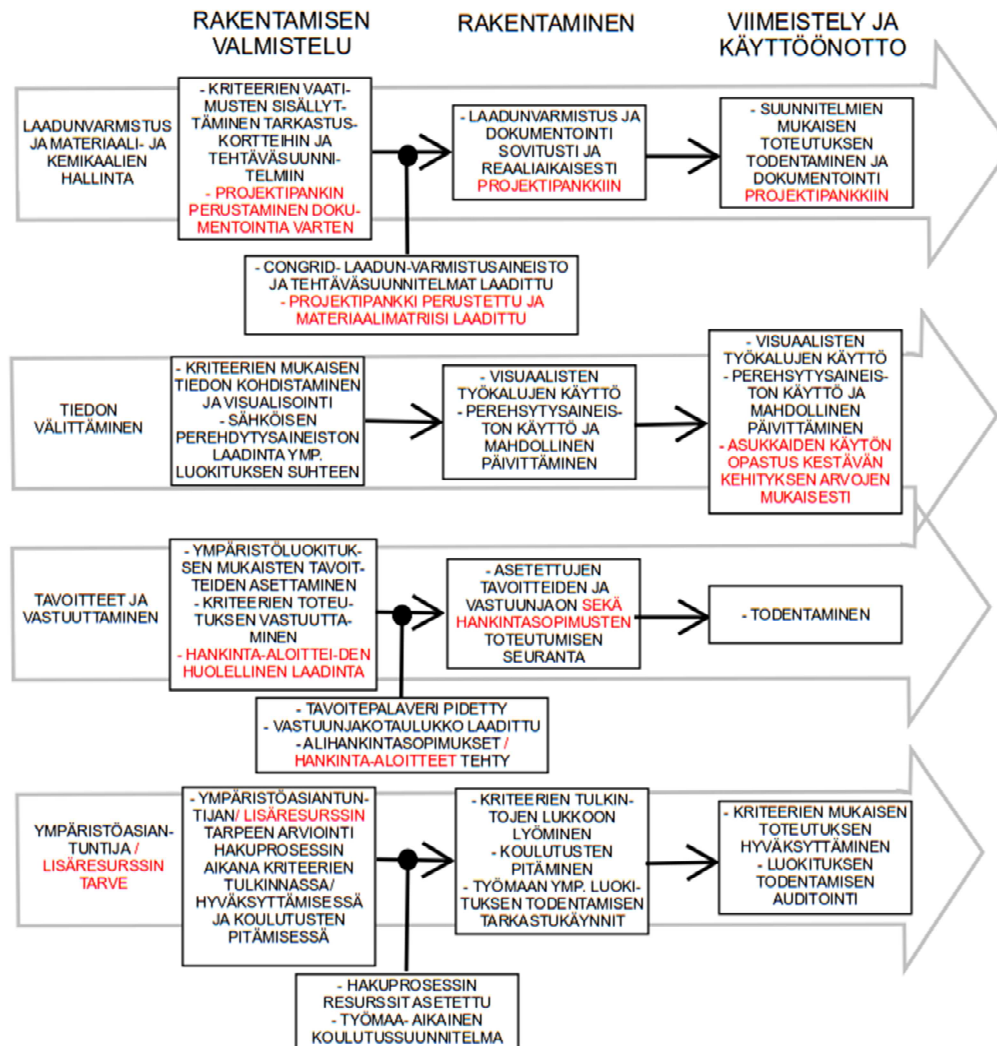 RAKENTAMISEN
VALMISTELU
RAKENTAMINEN
VIIMEISTELY JA
KÄYTTÖÖNOTTO
LAADUNVARMISTUS
JA MATERIAALI- JA
KEMIKAALIEN
HALLINTA
- KRITEERIEN VAATI-
MUSTEN SISÄLLYT-
TÄMINEN TARKASTUS-
KORTTEIHIN JA
TEHTÄVÄSUUNNI-
TELMIIN
- PROJEKTIPANKIN
PERUSTAMINEN DOKU-
MENTOINTIA VARTEN
- LAADUNVARMISTUS JA
DOKUMENTOINTI
SOVITUSTI JA
REAALIAIKAISESTI
PROJEKTIPANKKIIN
- SUUNNITELMIEN
MUKAISEN
TOTEUTUKSEN
TODENTAMINEN JA
DOKUMENTOINTI
PROJEKTIPANKKIIN
- CONGRID- LAADUN-VARMISTUSAINEISTO
JA TEHTÄVÄSUUNNITELMAT LAADITTU
- PROJEKTIPANKKI PERUSTETTU JA
MATERIAALIMATRIISI LAADITTU
TIEDON
VÄLITTÄMINEN
- KRITEERIEN MUKAISEN
TIEDON KOHDISTAMINEN
JA VISUALISOINTI
- SÄHKÖISEN
PEREHDYTYSAINEISTON
LAADINTA YMP.
LUOKITUKSEN SUHTEEN
- VISUAALISTEN
TYÖKALUJEN KÄYTTÖ
- PEREHSYTYSAINEIS-
TON KÄYTTÖ JA
MAHDOLLINEN
PÄIVITTÄMINEN
- VISUAALISTEN
TYÖKALUJEN KÄYTTÖ
- PEREHSYTYSAINEIS-
TON KÄYTTÖ JA
MAHDOLLINEN
PÄIVITTÄMINEN
- ASUKKAIDEN KÄYTÖN
OPASTUS KESTÄVÄN
KEHITYKSEN ARVOJEN
MUKAISESTI
TAVOITTEET JA
VASTUUTTAMINEN
- YMPÄRISTÖLUOKITUK-
SEN MUKAISTEN TAVOIT-
TEIDEN ASETTAMINEN
- KRITEERIEN TOTEU-
TUKSEN VASTUUTTA-
MINEN
- HANKINTA-ALOITTEI-DEN
HUOLELLINEN LAADINTA
- ASETETTUJEN
TAVOITTEIDEN JA
VASTUUNJAON SEKÄ
HANKINTASOPIMUSTEN
TOTEUTUMISEN
SEURANTA
- TODENTAMINEN
- TAVOITEPALAVERI PIDETTY
- VASTUUNJAKOTAULUKKO LAADITTU
- ALIHANKINTASOPIMUKSET /
HANKINTA-ALOITTEET TEHTY
YMPÄRISTÖASIAN-
TUNTIJA /
LISÄRESURSSIN
TARVE
- YMPÄRISTÖASIANTUN-
TIJAN/ LISÄRESURSSIN
TARPEEN ARVIOINTI
HAKUPROSESSIN
AIKANA KRITEERIEN
TULKINNASSA/
HYVÄKSYTTÄMISESSÄ
JA KOULUTUSTEN
PITÄMISESSÄ
- KRITEERIEN TULKIN-
TOJEN LUKKOON
LYÖMINEN
- KOULUTUSTEN
PITÄMINEN
- TYÖMAAN YMP. LUOKI-
TUKSEN TODENTAMISEN
TARKASTUKÄYNNIT
- KRITEERIEN MUKAISEN
TOTEUTUKSEN
HYVÄKSYTTÄMINEN
- LUOKITUKSEN
TODENTAMISEN
AUDITOINTI
- HAKUPROSESSIN
RESURSSIT ASETETTU
- TYÖMAA- AIKAINEN
KOULUTUSSUUNNITELMA